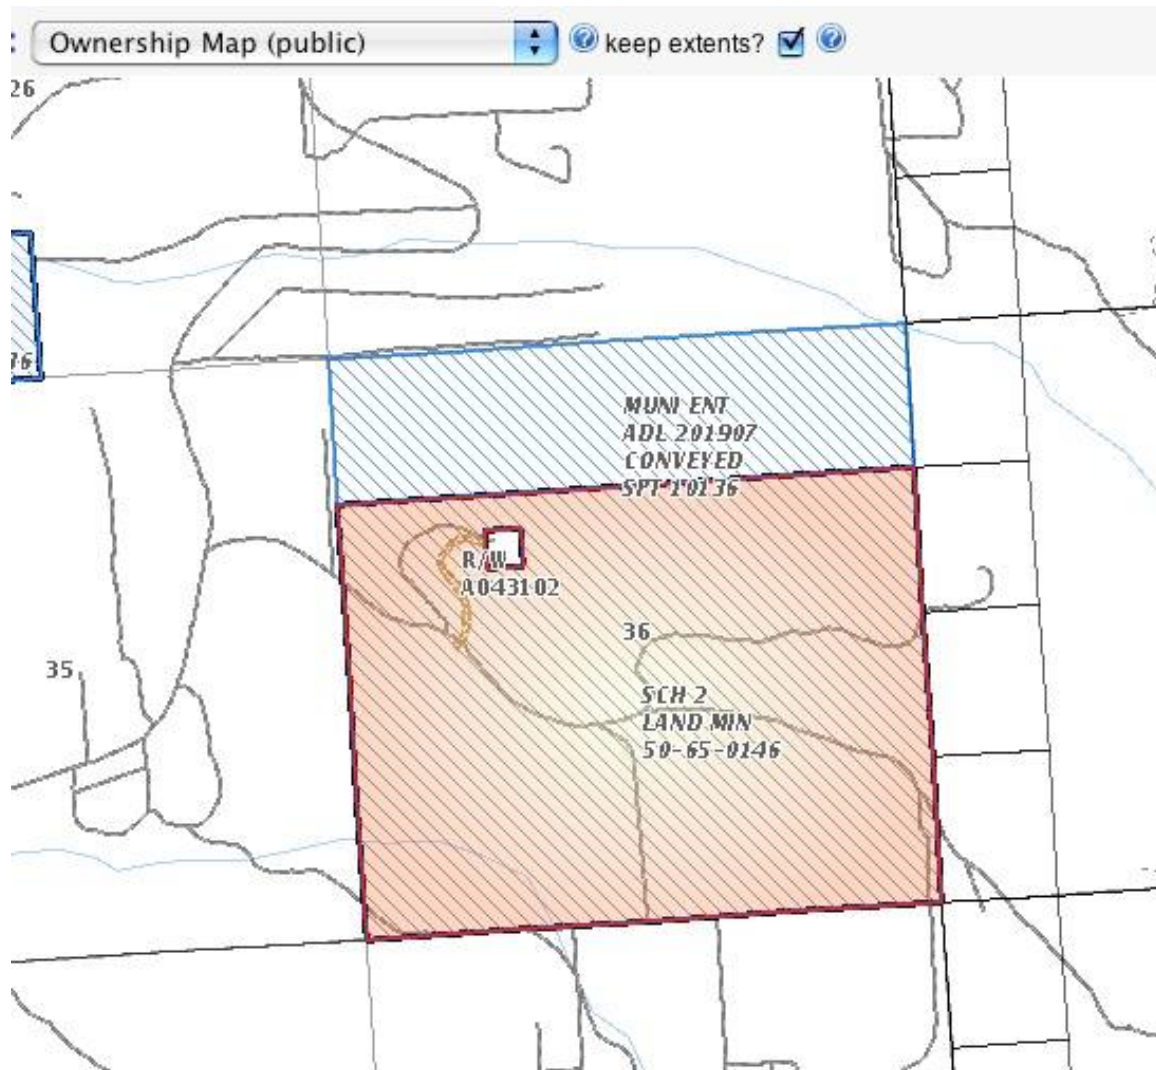 : Ownership Map (public) ? keep extents? ?
26
MUNI ENT
ADL 201907
CONVEYED
SPT 10136
R/W
A043102
36
35
SCH 2
LAND MIN
50-65-0146